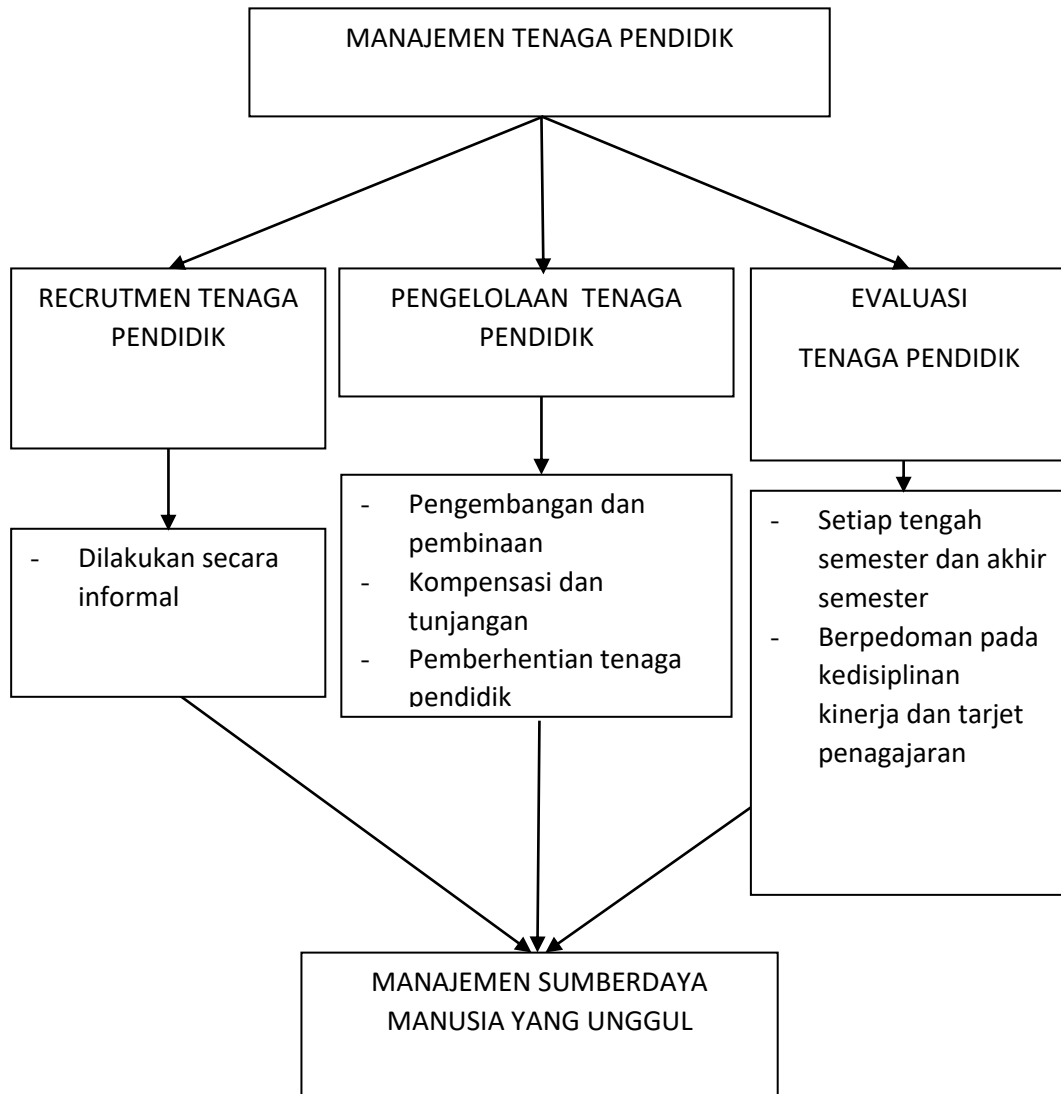 MANAJEMEN TENAGA PENDIDIK
RECRUTMEN TENAGA
PENDIDIK
PENGELOLAAN TENAGA
PENDIDIK
EVALUASI
TENAGA PENDIDIK
- Dilakukan secara
informal
- Pengembangan dan
pembinaan
- Kompensasi dan
tunjangan
- Pemberhentian tenaga
pendidik
- Setiap tengah
semester dan akhir
semester
- Berpedoman pada
kedisiplinan
kinerja dan tarjet
penagajaran
MANAJEMEN SUMBERDAYA
MANUSIA YANG UNGGUL